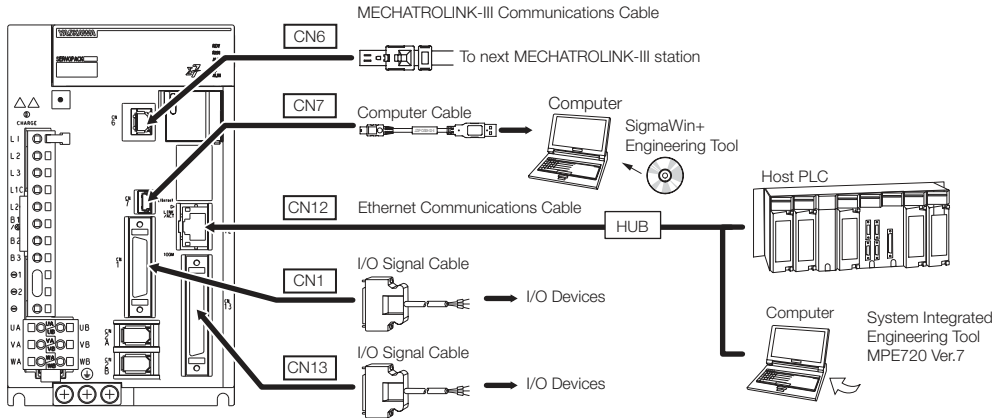 MECHATROLINK-III Communications Cable
CN6
To next MECHATROLINK-III station
CN7
Computer Cable
Computer
SigmaWin+
Engineering Tool
Host PLC
CN12
Ethernet Communications Cable
HUB
CN1
I/O Signal Cable
I/O Devices
Computer
System Integrated
Engineering Tool
MPE720 Ver.7
CN13
I/O Signal Cable
I/O Devices
YASKAWA
SERVOPACK
CHARGE
L1
L2
L3
L1C
B2
B3
UA
UB
VA
VB
WA
WB